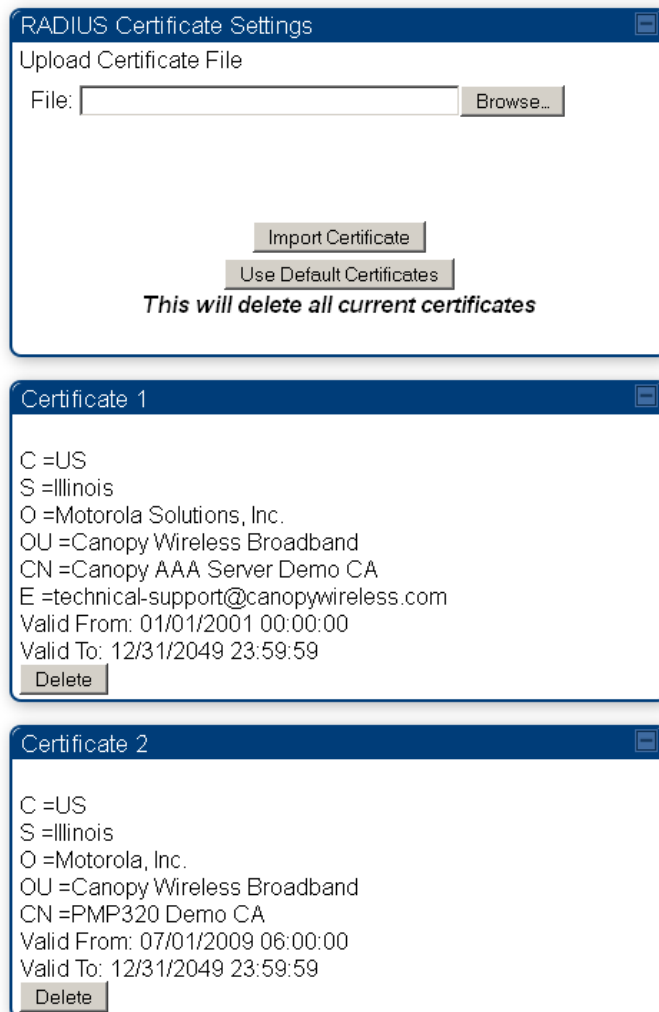 RADIUS Certificate Settings
Upload Certificate File
File: Browse...
Import Certificate
Use Default Certificates
This will delete all current certificates
Certificate 1
C =US
S =Illinois
O =Motorola Solutions, Inc.
OU =Canopy Wireless Broadband
CN =Canopy AAA Server Demo CA
E =technical-support@canopywireless.com
Valid From: 01/01/2001 00:00:00
Valid To: 12/31/2049 23:59:59
Delete
Certificate 2
C =US
S =Illinois
O =Motorola, Inc.
OU =Canopy Wireless Broadband
CN =PMP320 Demo CA
Valid From: 07/01/2009 06:00:00
Valid To: 12/31/2049 23:59:59
Delete